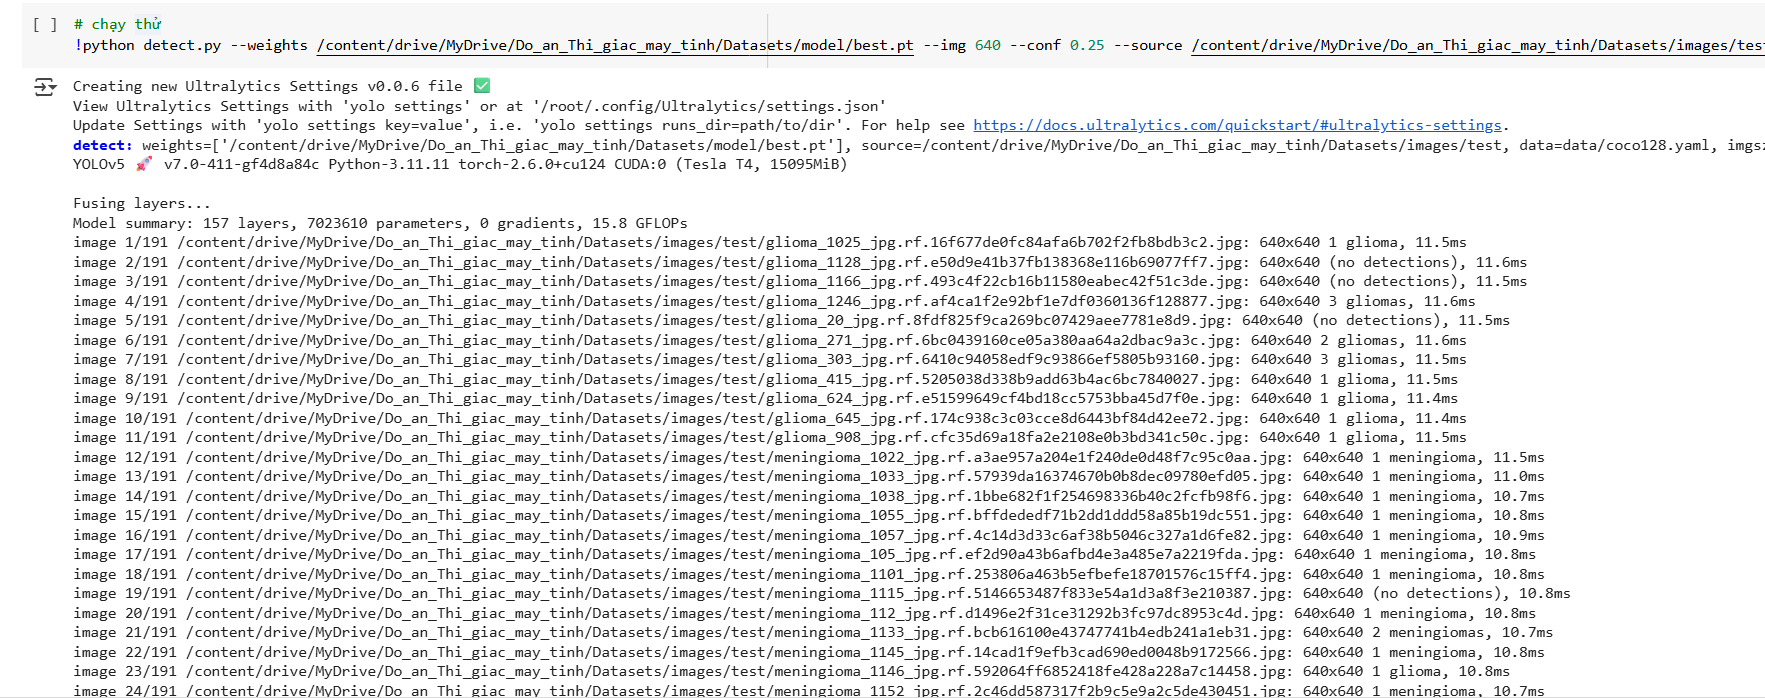 [ ] # chạy thử
!python detect.py --weights /content/drive/MyDrive/Do_an_Thi_giac_may_tinh/Datasets/model/best.pt --img 640 --conf 0.25 --source /content/drive/MyDrive/Do_an_Thi_giac_may_tinh/Datasets/images/test
Creating new Ultralytics Settings v0.0.6 file ✅
View Ultralytics Settings with 'yolo settings' or at '/root/.config/Ultralytics/settings.json'
Update Settings with 'yolo settings key=value', i.e. 'yolo settings runs_dir=path/to/dir'. For help see https://docs.ultralytics.com/quickstart/#ultralytics-settings.
detect: weights=['/content/drive/MyDrive/Do_an_Thi_giac_may_tinh/Datasets/model/best.pt'], source=/content/drive/MyDrive/Do_an_Thi_giac_may_tinh/Datasets/images/test, data=data/coco128.yaml, imgsz
YOLOv5 🚀 v7.0-411-gf4d8a84c Python-3.11.11 torch-2.6.0+cu124 CUDA:0 (Tesla T4, 15095MiB)
Fusing layers...
Model summary: 157 layers, 7023610 parameters, 0 gradients, 15.8 GFLOPs
image 1/191 /content/drive/MyDrive/Do_an_Thi_giac_may_tinh/Datasets/images/test/glioma_1025_jpg.rf.16f677de0fc84afa6b702f2fb8bdb3c2.jpg: 640x640 1 glioma, 11.5ms
image 2/191 /content/drive/MyDrive/Do_an_Thi_giac_may_tinh/Datasets/images/test/glioma_1128_jpg.rf.e50d9e41b37fb138368e116b69077ff7.jpg: 640x640 (no detections), 11.6ms
image 3/191 /content/drive/MyDrive/Do_an_Thi_giac_may_tinh/Datasets/images/test/glioma_1166_jpg.rf.493c4f22cb16b11580eabec42f51c3de.jpg: 640x640 (no detections), 11.5ms
image 4/191 /content/drive/MyDrive/Do_an_Thi_giac_may_tinh/Datasets/images/test/glioma_1246_jpg.rf.af4ca1f2e92bf1e7df0360136f128877.jpg: 640x640 3 gliomas, 11.6ms
image 5/191 /content/drive/MyDrive/Do_an_Thi_giac_may_tinh/Datasets/images/test/glioma_20_jpg.rf.8fdf825f9ca269bc07429aee7781e8d9.jpg: 640x640 (no detections), 11.5ms
image 6/191 /content/drive/MyDrive/Do_an_Thi_giac_may_tinh/Datasets/images/test/glioma_271_jpg.rf.6bc0439160ce05a380aa64a2dbac9a3c.jpg: 640x640 2 gliomas, 11.6ms
image 7/191 /content/drive/MyDrive/Do_an_Thi_giac_may_tinh/Datasets/images/test/glioma_303_jpg.rf.6410c94058edf9c93866ef5805b93160.jpg: 640x640 3 gliomas, 11.5ms
image 8/191 /content/drive/MyDrive/Do_an_Thi_giac_may_tinh/Datasets/images/test/glioma_415_jpg.rf.5205038d338b9add63b4ac6bc7840027.jpg: 640x640 1 glioma, 11.5ms
image 9/191 /content/drive/MyDrive/Do_an_Thi_giac_may_tinh/Datasets/images/test/glioma_624_jpg.rf.e51599649cf4bd18cc5753bba45d7f0e.jpg: 640x640 1 glioma, 11.4ms
image 10/191 /content/drive/MyDrive/Do_an_Thi_giac_may_tinh/Datasets/images/test/glioma_645_jpg.rf.174c938c3c03cce8d6443bf84d42ee72.jpg: 640x640 1 glioma, 11.4ms
image 11/191 /content/drive/MyDrive/Do_an_Thi_giac_may_tinh/Datasets/images/test/glioma_908_jpg.rf.cfc35d69a18fa2e2108e0b3bd341c50c.jpg: 640x640 1 glioma, 11.5ms
image 12/191 /content/drive/MyDrive/Do_an_Thi_giac_may_tinh/Datasets/images/test/meningioma_1022_jpg.rf.a3ae957a204e1f240de0d48f7c95c0aa.jpg: 640x640 1 meningioma, 11.5ms
image 13/191 /content/drive/MyDrive/Do_an_Thi_giac_may_tinh/Datasets/images/test/meningioma_1033_jpg.rf.57939da16374670b0b8dec09780efd05.jpg: 640x640 1 meningioma, 11.0ms
image 14/191 /content/drive/MyDrive/Do_an_Thi_giac_may_tinh/Datasets/images/test/meningioma_1038_jpg.rf.1bbe682f1f254698336b40c2fcfb98f6.jpg: 640x640 1 meningioma, 10.7ms
image 15/191 /content/drive/MyDrive/Do_an_Thi_giac_may_tinh/Datasets/images/test/meningioma_1055_jpg.rf.bffdededf71b2dd1ddd58a85b19dc551.jpg: 640x640 1 meningioma, 10.8ms
image 16/191 /content/drive/MyDrive/Do_an_Thi_giac_may_tinh/Datasets/images/test/meningioma_1057_jpg.rf.4c14d3d33c6af38b5046c327a1d6fe82.jpg: 640x640 1 meningioma, 10.9ms
image 17/191 /content/drive/MyDrive/Do_an_Thi_giac_may_tinh/Datasets/images/test/meningioma_105_jpg.rf.ef2d90a43b6afbd4e3a485e7a2219fda.jpg: 640x640 1 meningioma, 10.8ms
image 18/191 /content/drive/MyDrive/Do_an_Thi_giac_may_tinh/Datasets/images/test/meningioma_1101_jpg.rf.253806a463b5efbefe18701576c15ff4.jpg: 640x640 1 meningioma, 10.8ms
image 19/191 /content/drive/MyDrive/Do_an_Thi_giac_may_tinh/Datasets/images/test/meningioma_1115_jpg.rf.5146653487f833e54a1d3a8f3e210387.jpg: 640x640 (no detections), 10.8ms
image 20/191 /content/drive/MyDrive/Do_an_Thi_giac_may_tinh/Datasets/images/test/meningioma_112_jpg.rf.d1496e2f31ce31292b3fc97dc8953c4d.jpg: 640x640 1 meningioma, 10.8ms
image 21/191 /content/drive/MyDrive/Do_an_Thi_giac_may_tinh/Datasets/images/test/meningioma_1133_jpg.rf.bcb616100e43747741b4edb241a1eb31.jpg: 640x640 2 meningiomas, 10.7ms
image 22/191 /content/drive/MyDrive/Do_an_Thi_giac_may_tinh/Datasets/images/test/meningioma_1145_jpg.rf.14cad1f9efb3cad690ed0048b9172566.jpg: 640x640 1 meningioma, 10.8ms
image 23/191 /content/drive/MyDrive/Do_an_Thi_giac_may_tinh/Datasets/images/test/meningioma_1146_jpg.rf.592064ff6852418fe428a228a7c14458.jpg: 640x640 1 glioma, 10.8ms
image 24/191 /content/drive/MyDrive/Do_an_Thi_giac_may_tinh/Datasets/images/test/meningioma_1152_jpg.rf.2c46dd587317f2b9c5e9a2c5de430451.jpg: 640x640 1 meningioma, 10.7ms